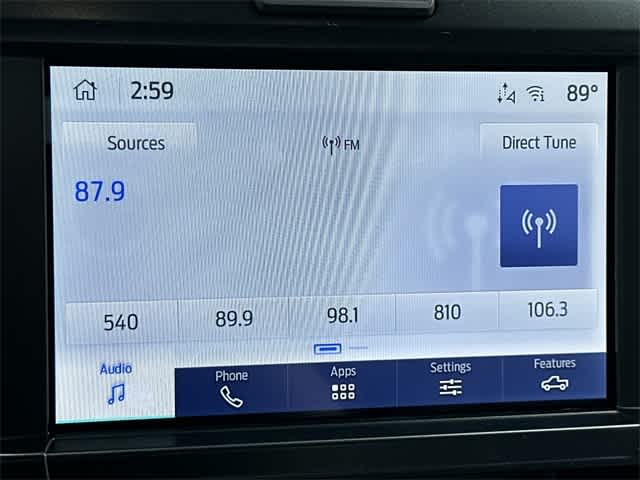 2:59 89°
Sources FM Direct Tune
87.9
540 89.9 98.1 810 106.3
Audio Phone Apps Settings Features